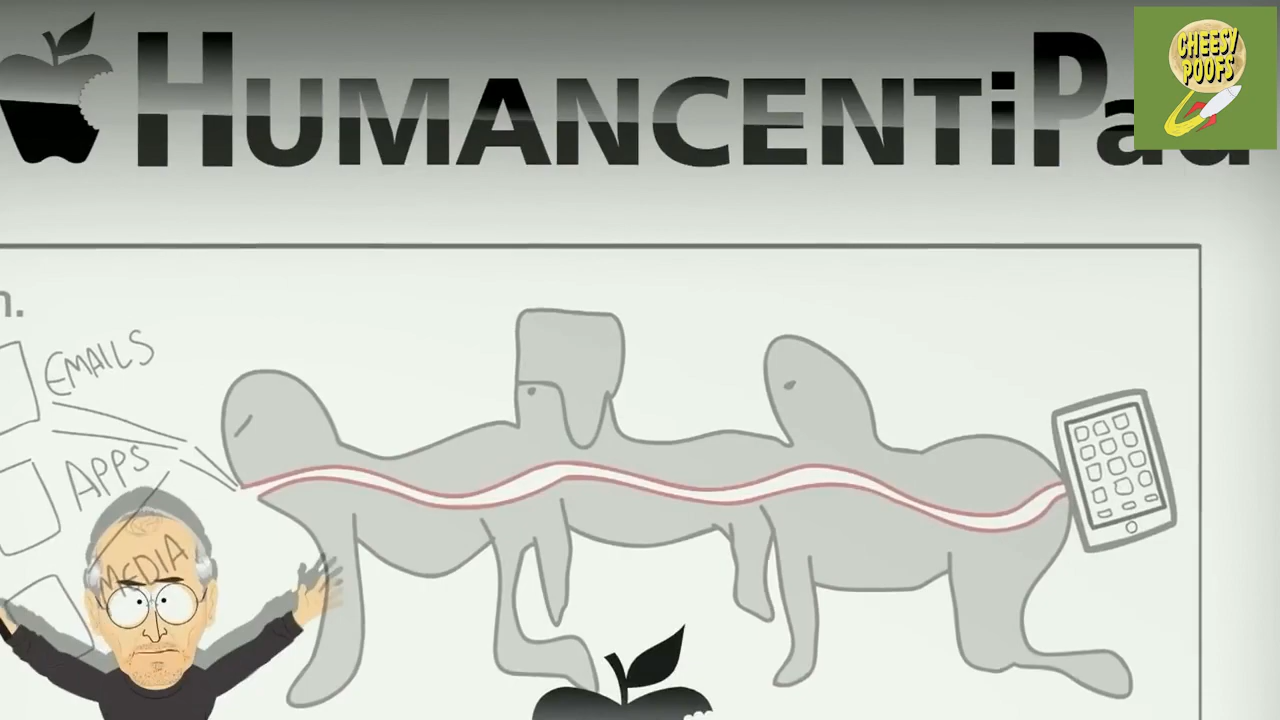 HUMANCENTiPad
CHEESY
POOFS
EMAILS
APPS
MEDIA